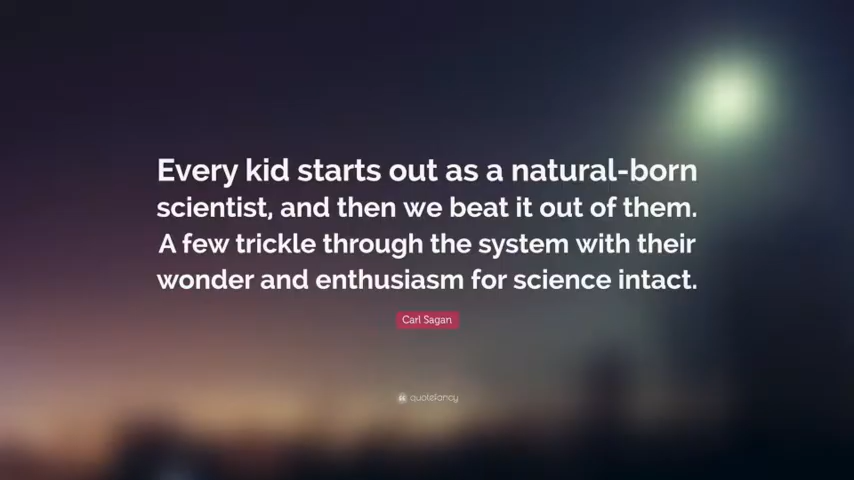 Every kid starts out as a natural-born
scientist, and then we beat it out of them.
A few trickle through the system with their
wonder and enthusiasm for science intact.
Carl Sagan
quotefancy